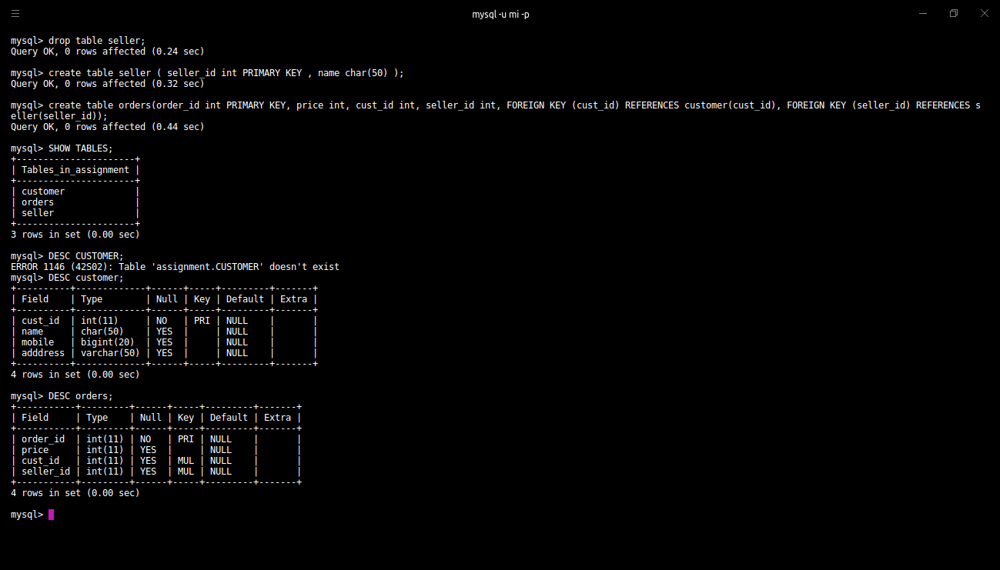 mysql -u mi -p
mysql> drop table seller;
Query OK, 0 rows affected (0.24 sec)
mysql> create table seller ( seller_id int PRIMARY KEY , name char(50) );
Query OK, 0 rows affected (0.32 sec)
mysql> create table orders(order_id int PRIMARY KEY, price int, cust_id int, seller_id int, FOREIGN KEY (cust_id) REFERENCES customer(cust_id), FOREIGN KEY (seller_id) REFERENCES s
eller(seller_id));
Query OK, 0 rows affected (0.44 sec)
mysql> SHOW TABLES;
+----------------------+
| Tables_in_assignment |
+----------------------+
| customer             |
| orders               |
| seller               |
+----------------------+
3 rows in set (0.00 sec)
mysql> DESC CUSTOMER;
ERROR 1146 (42S02): Table 'assignment.CUSTOMER' doesn't exist
mysql> DESC customer;
+----------+-------------+------+-----+---------+-------+
| Field    | Type        | Null | Key | Default | Extra |
+----------+-------------+------+-----+---------+-------+
| cust_id  | int(11)     | NO   | PRI | NULL    |       |
| name     | char(50)    | YES  |     | NULL    |       |
| mobile   | bigint(20)  | YES  |     | NULL    |       |
| adddress | varchar(50) | YES  |     | NULL    |       |
+----------+-------------+------+-----+---------+-------+
4 rows in set (0.00 sec)
mysql> DESC orders;
+-----------+---------+------+-----+---------+-------+
| Field     | Type    | Null | Key | Default | Extra |
+-----------+---------+------+-----+---------+-------+
| order_id  | int(11) | NO   | PRI | NULL    |       |
| price     | int(11) | YES  |     | NULL    |       |
| cust_id   | int(11) | YES  | MUL | NULL    |       |
| seller_id | int(11) | YES  | MUL | NULL    |       |
+-----------+---------+------+-----+---------+-------+
4 rows in set (0.00 sec)
mysql>